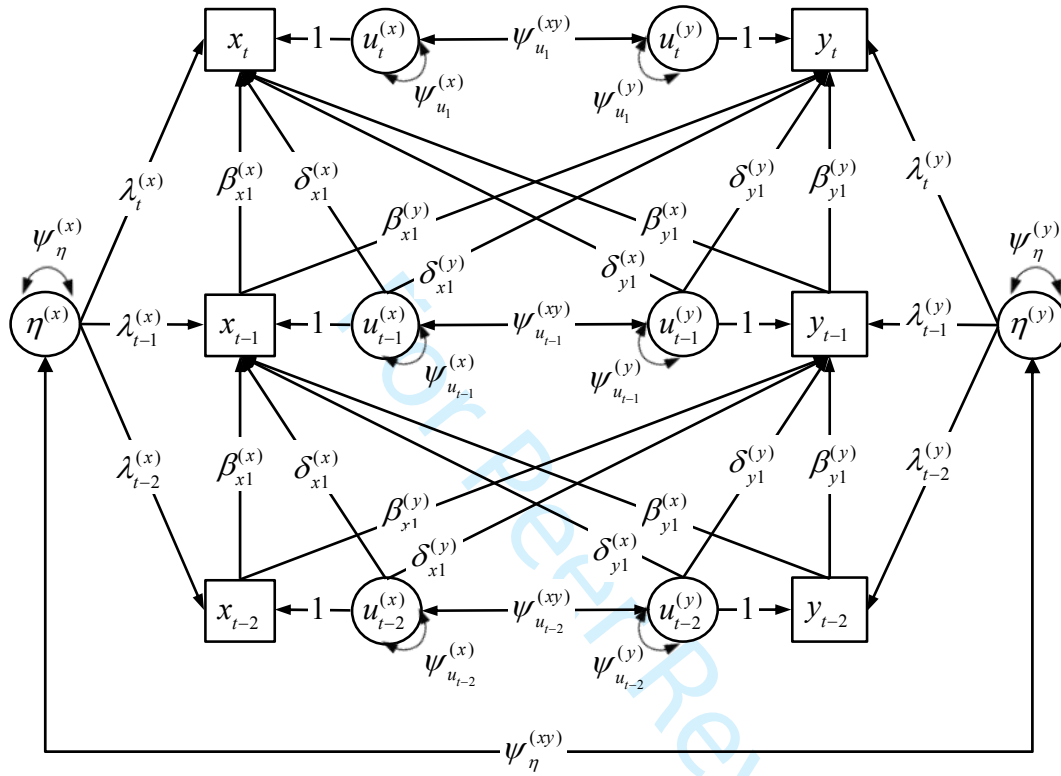 x_t ←1– u_t^{(x)} ψ_{u_1}^{(xy)} u_t^{(y)} –1→ y_t
ψ_{u_1}^{(x)} ψ_{u_1}^{(y)}
λ_t^{(x)} β_{x1}^{(x)} δ_{x1}^{(x)} δ_{y1}^{(y)} β_{y1}^{(y)} λ_t^{(y)}
β_{x1}^{(y)} β_{y1}^{(x)}
ψ_η^{(x)} δ_{x1}^{(y)} δ_{y1}^{(x)} ψ_η^{(y)}
η^{(x)} λ_{t-1}^{(x)} x_{t-1} 1 u_{t-1}^{(x)} ψ_{u_{t-1}}^{(xy)} u_{t-1}^{(y)} 1 y_{t-1} λ_{t-1}^{(y)} η^{(y)}
ψ_{u_{t-1}}^{(x)} ψ_{u_{t-1}}^{(y)}
λ_{t-2}^{(x)} β_{x1}^{(x)} δ_{x1}^{(x)} δ_{y1}^{(y)} β_{y1}^{(y)} λ_{t-2}^{(y)}
β_{x1}^{(y)} β_{y1}^{(x)}
δ_{x1}^{(y)} δ_{y1}^{(x)}
x_{t-2} 1 u_{t-2}^{(x)} ψ_{u_{t-2}}^{(xy)} u_{t-2}^{(y)} 1 y_{t-2}
ψ_{u_{t-2}}^{(x)} ψ_{u_{t-2}}^{(y)}
ψ_η^{(xy)}
For Peer Rev